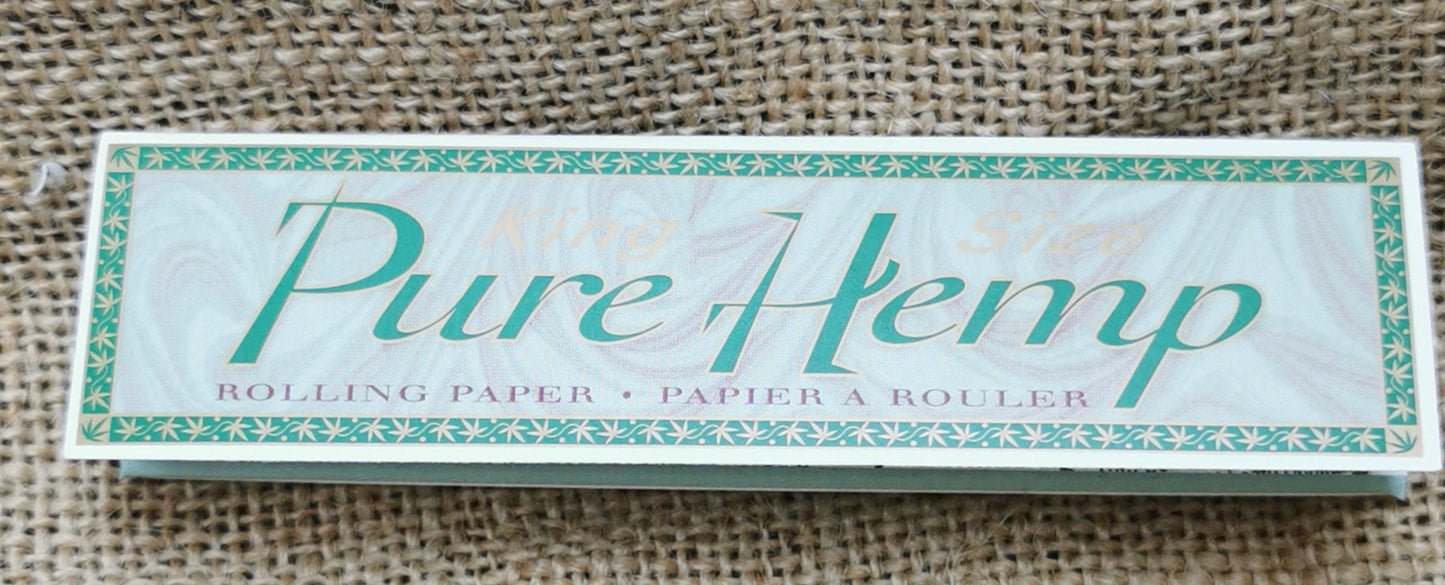 King Size
Pure Hemp
ROLLING PAPER • PAPIER A ROULER